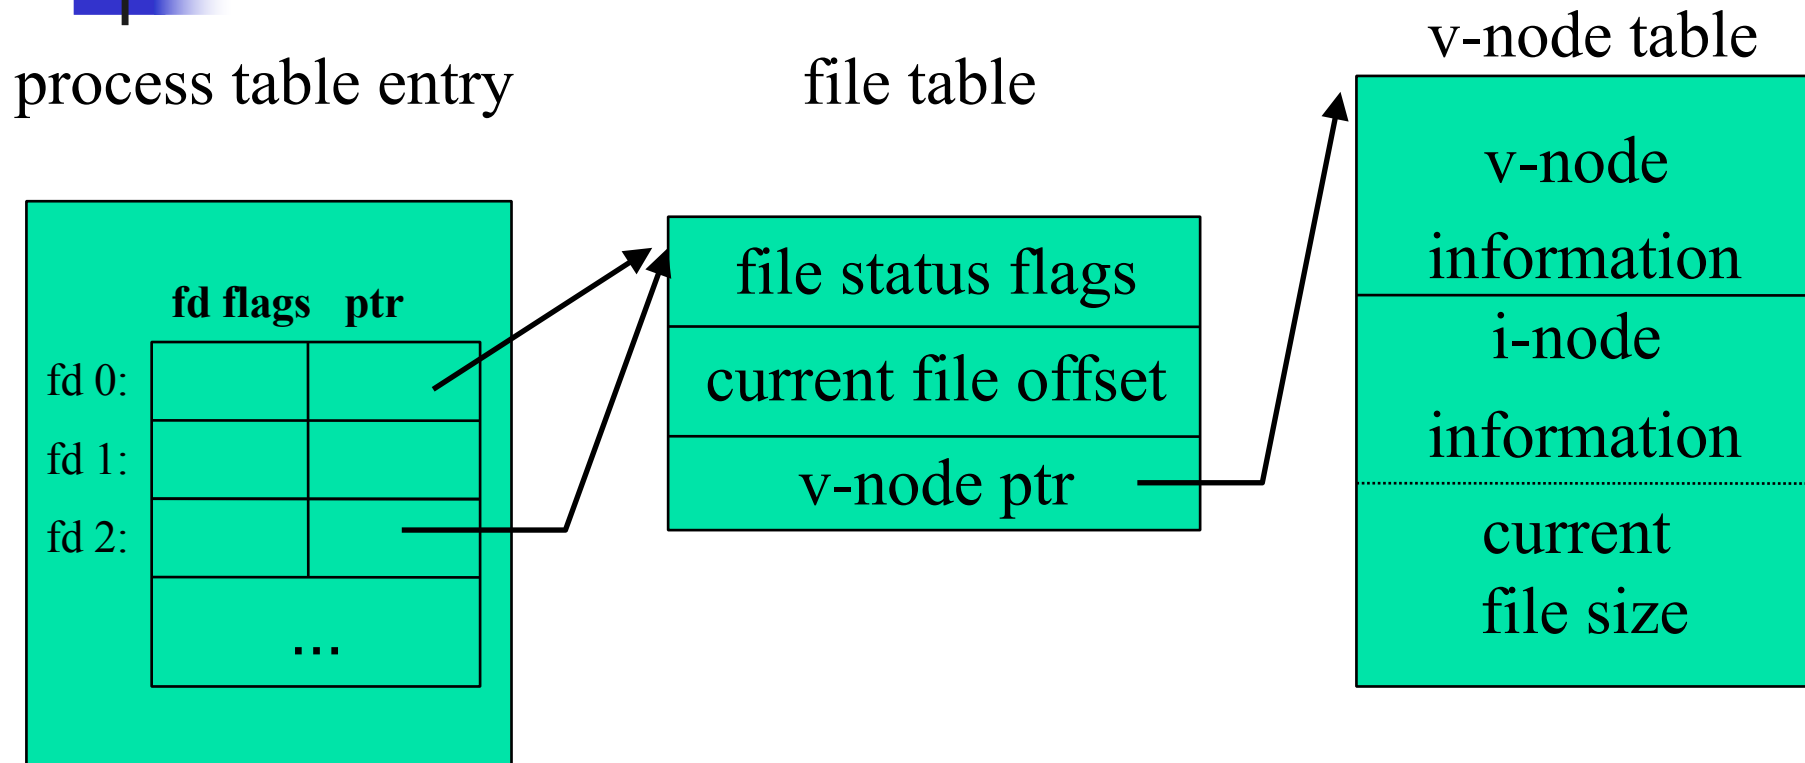 process table entry
fd flags ptr
fd 0:
fd 1:
fd 2:
...
file table
file status flags
current file offset
v-node ptr
v-node table
v-node
information
i-node
information
current
file size